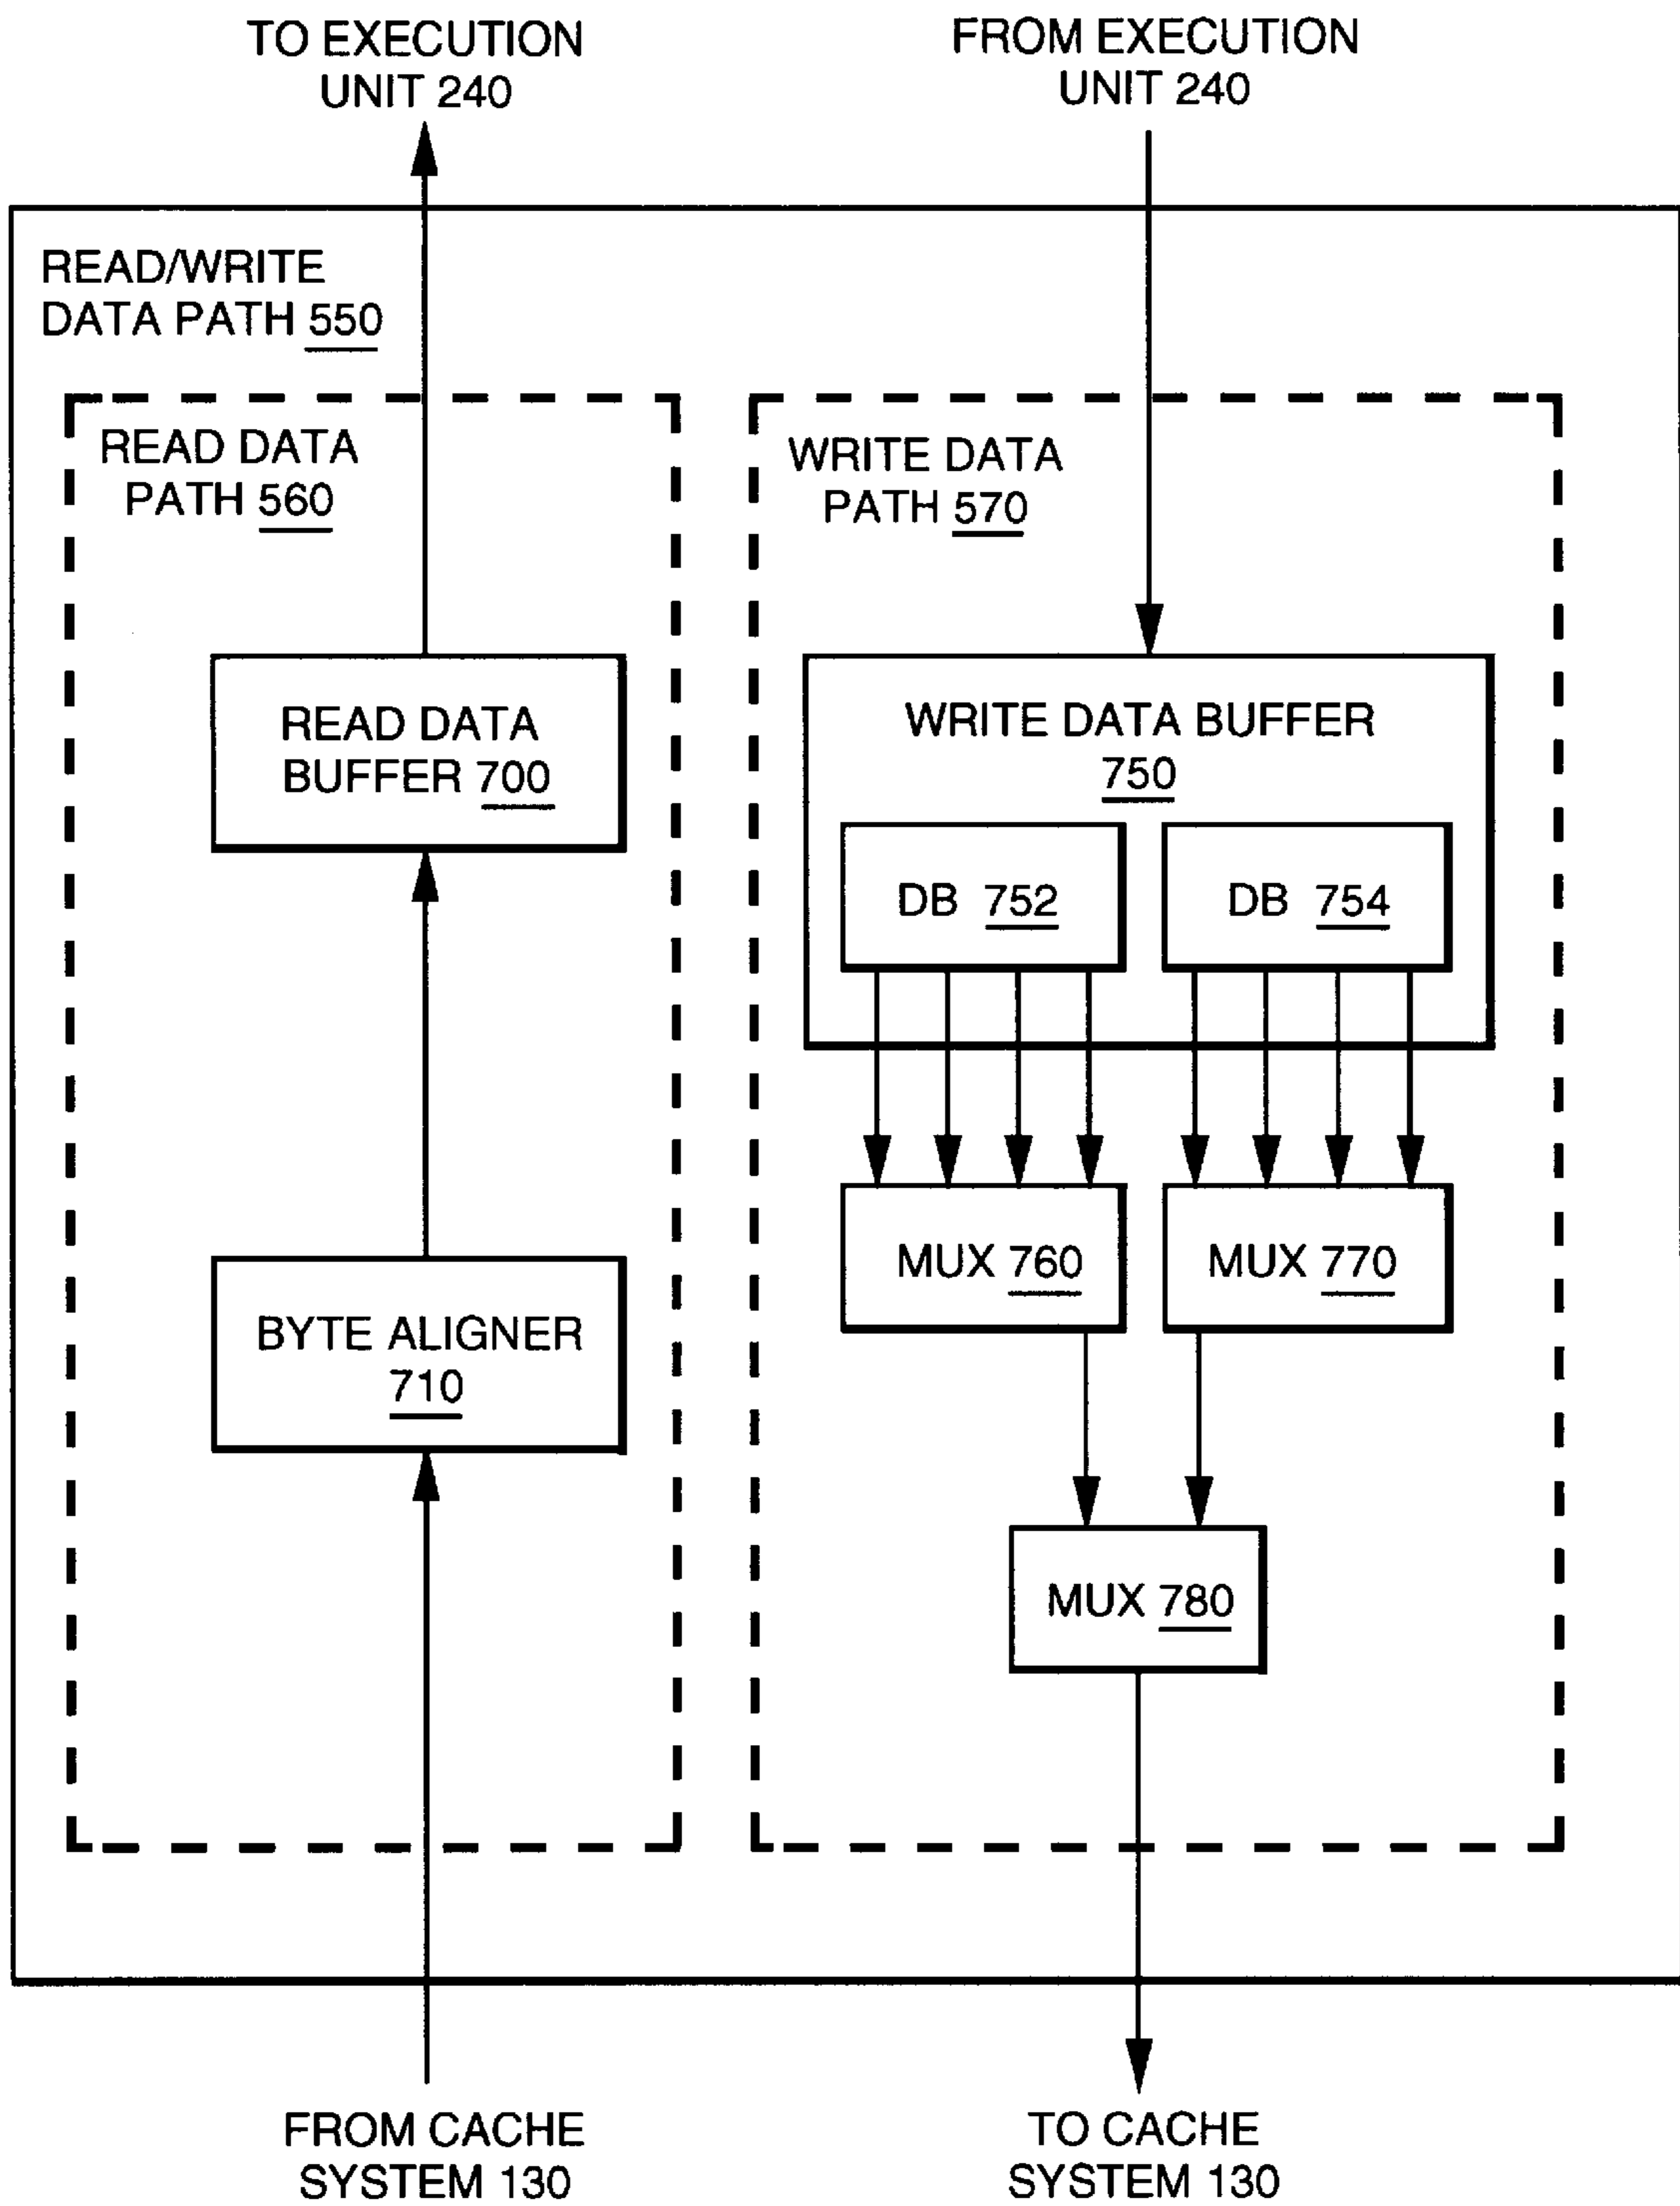 TO EXECUTION
UNIT 240
FROM EXECUTION
UNIT 240
READ/WRITE
DATA PATH 550
READ DATA
PATH 560
WRITE DATA
PATH 570
READ DATA
BUFFER 700
WRITE DATA BUFFER
750
DB 752
DB 754
MUX 760
MUX 770
BYTE ALIGNER
710
MUX 780
FROM CACHE
SYSTEM 130
TO CACHE
SYSTEM 130